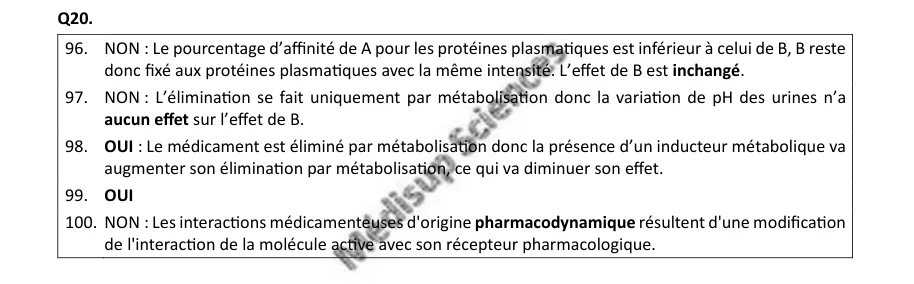 Q20.
96. NON : Le pourcentage d'affinité de A pour les protéines plasmatiques est inférieur à celui de B, B reste
donc fixé aux protéines plasmatiques avec la même intensité. L'effet de B est inchangé.
97. NON : L'élimination se fait uniquement par métabolisation donc la variation de pH des urines n'a
aucun effet sur l'effet de B.
98. OUI : Le médicament est éliminé par métabolisation donc la présence d'un inducteur métabolique va
augmenter son élimination par métabolisation, ce qui va diminuer son effet.
99. OUI
100. NON : Les interactions médicamenteuses d'origine pharmacodynamique résultent d'une modification
de l'interaction de la molécule active avec son récepteur pharmacologique.
Médisup Sciences